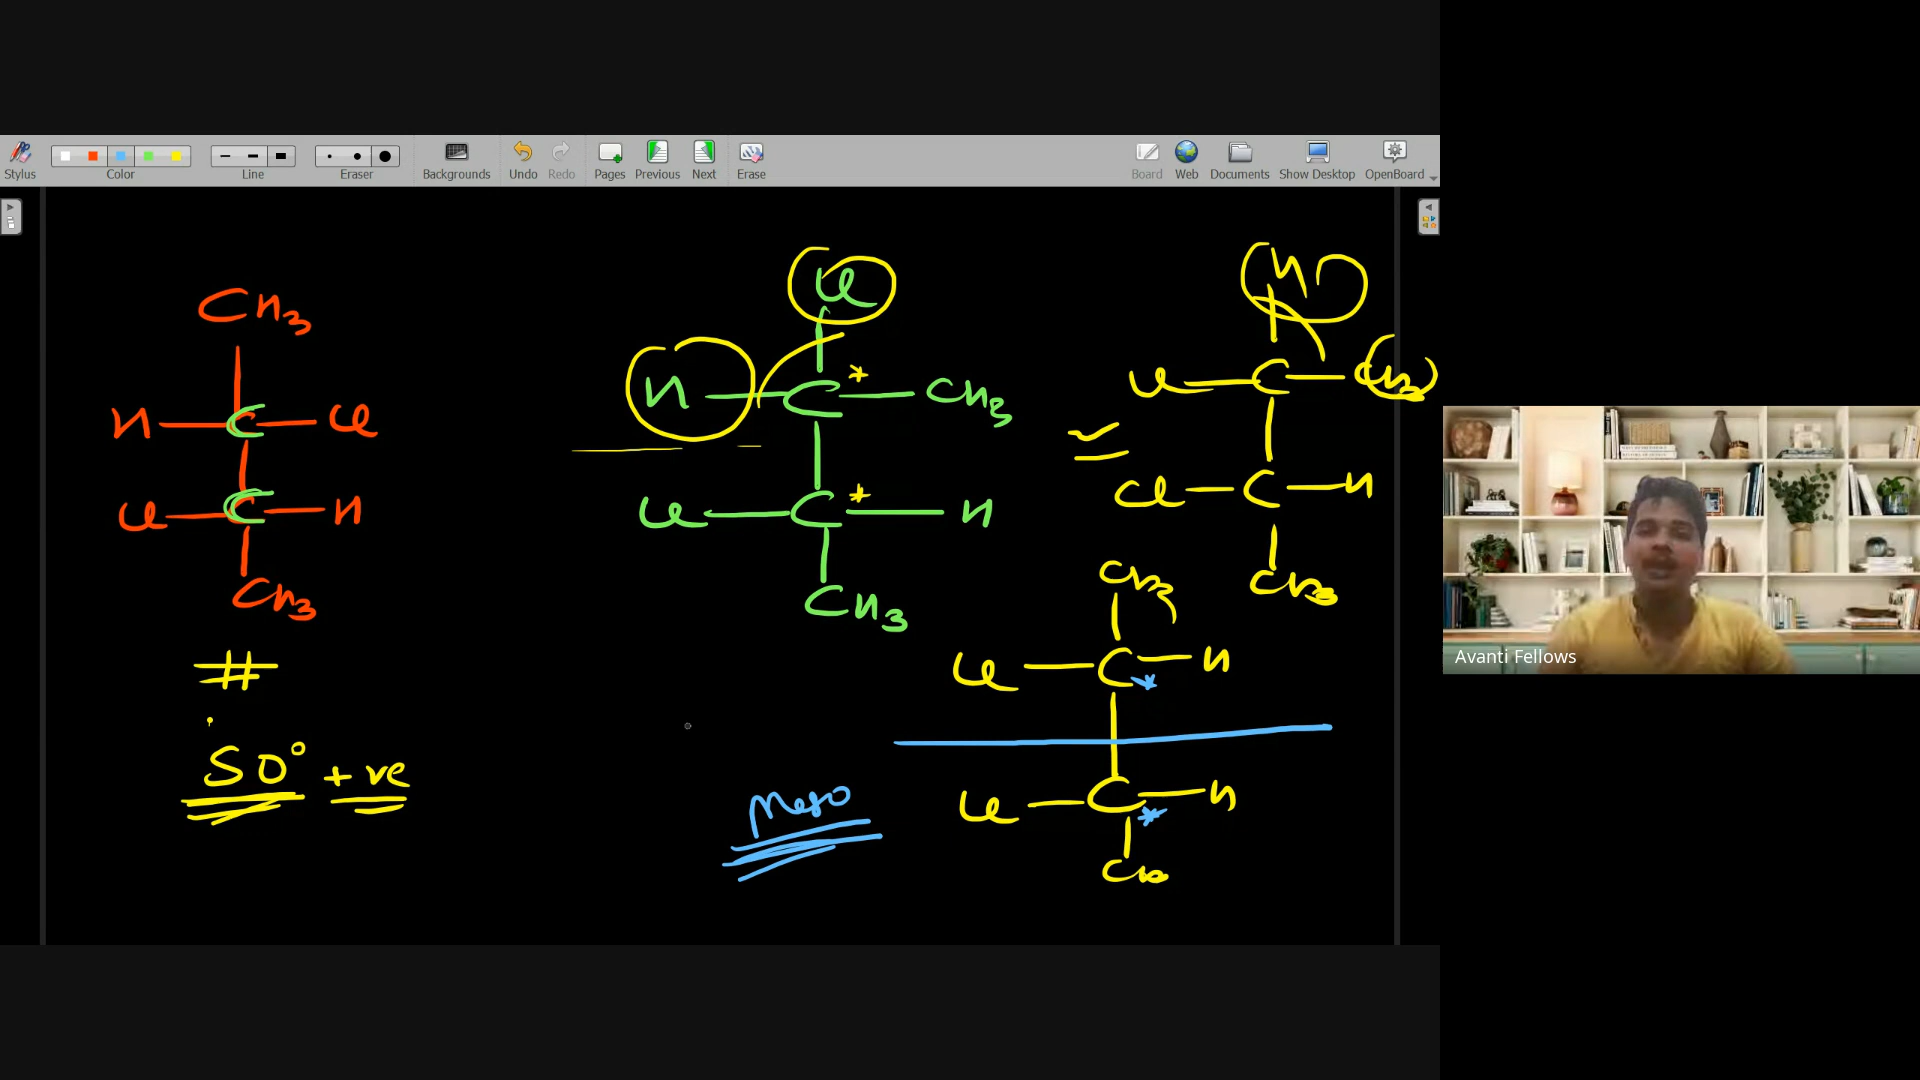 Stylus Color Line Eraser Backgrounds Undo Redo Pages Previous Next Erase Board Web Documents Show Desktop OpenBoard
CH3
H C Cl
Cl C H
CH3
50° +ve
Cl
H C* CH3
Cl C* H
CH3
H
Cl C CH3
Cl C H
CH3
CH3
Cl C* H
Cl C* H
Meso
Avanti Fellows